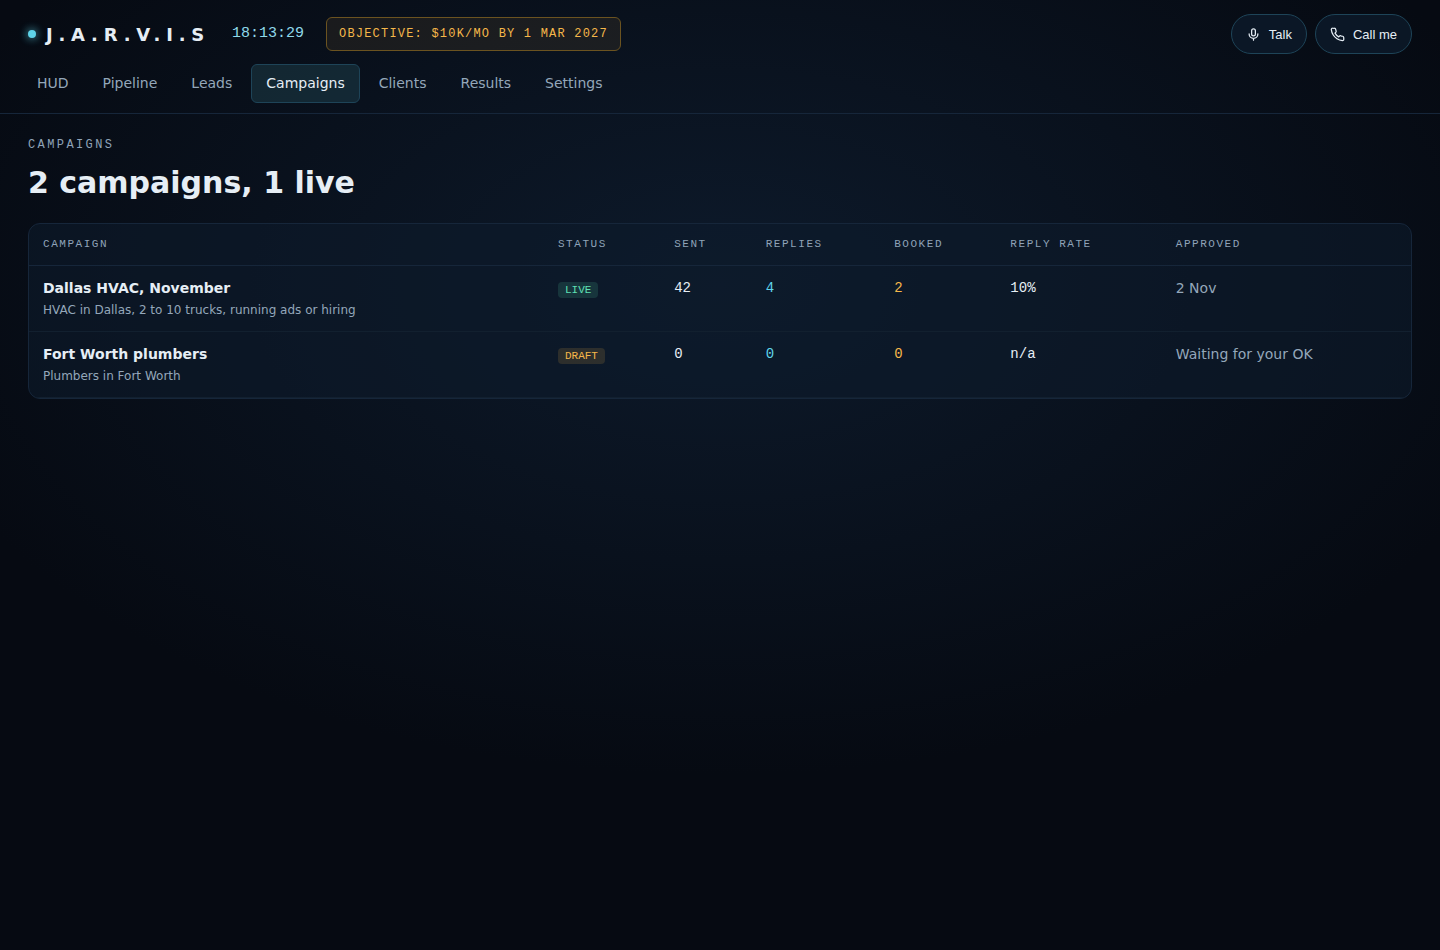 J.A.R.V.I.S 18:13:29 OBJECTIVE: $10K/MO BY 1 MAR 2027 Talk Call me
HUD Pipeline Leads Campaigns Clients Results Settings
CAMPAIGNS
2 campaigns, 1 live
CAMPAIGN STATUS SENT REPLIES BOOKED REPLY RATE APPROVED
Dallas HVAC, November LIVE 42 4 2 10% 2 Nov
HVAC in Dallas, 2 to 10 trucks, running ads or hiring
Fort Worth plumbers DRAFT 0 0 0 n/a Waiting for your OK
Plumbers in Fort Worth